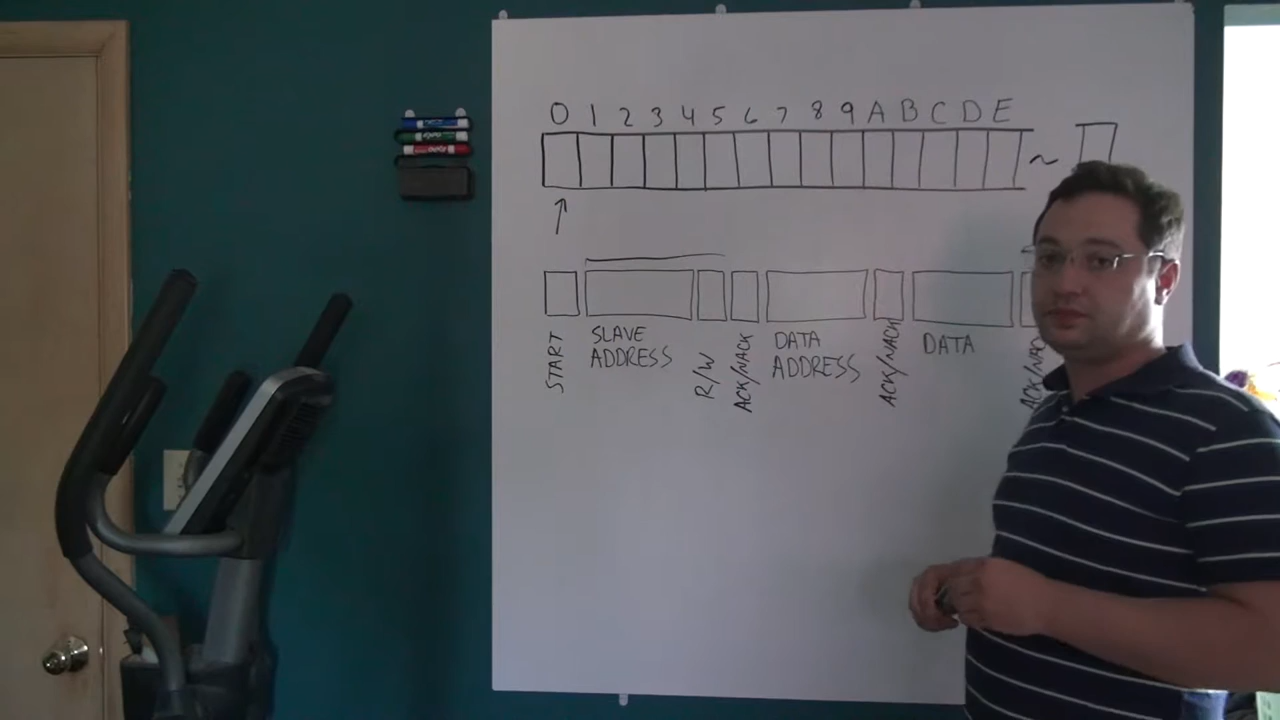 0 1 2 3 4 5 6 7 8 9 A B C D E
~
START
SLAVE
ADDRESS
R/W
ACK/NACK
DATA
ADDRESS
ACK/NACK
DATA